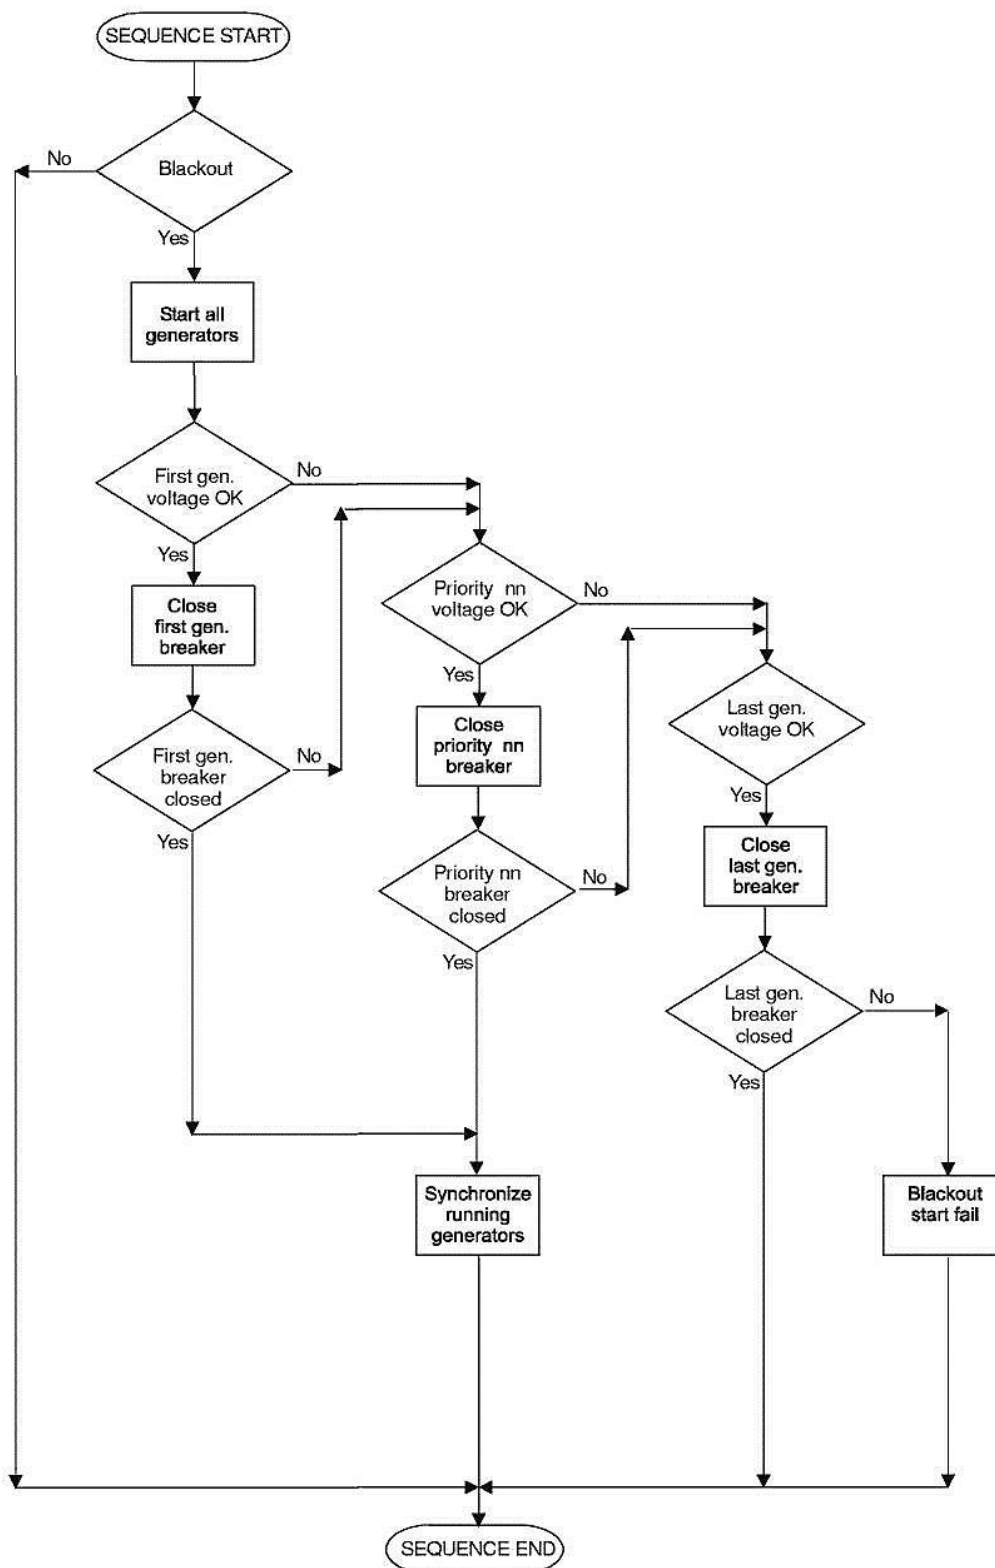 SEQUENCE START
No
Blackout
Yes
Start all
generators
First gen.
voltage OK
No
Yes
Close
first gen.
breaker
First gen.
breaker
closed
No
Yes
Priority nn
voltage OK
No
Yes
Close
priority nn
breaker
Priority nn
breaker
closed
No
Yes
Last gen.
voltage OK
Yes
Close
last gen.
breaker
Last gen.
breaker
closed
No
Yes
Synchronize
running
generators
Blackout
start fail
SEQUENCE END